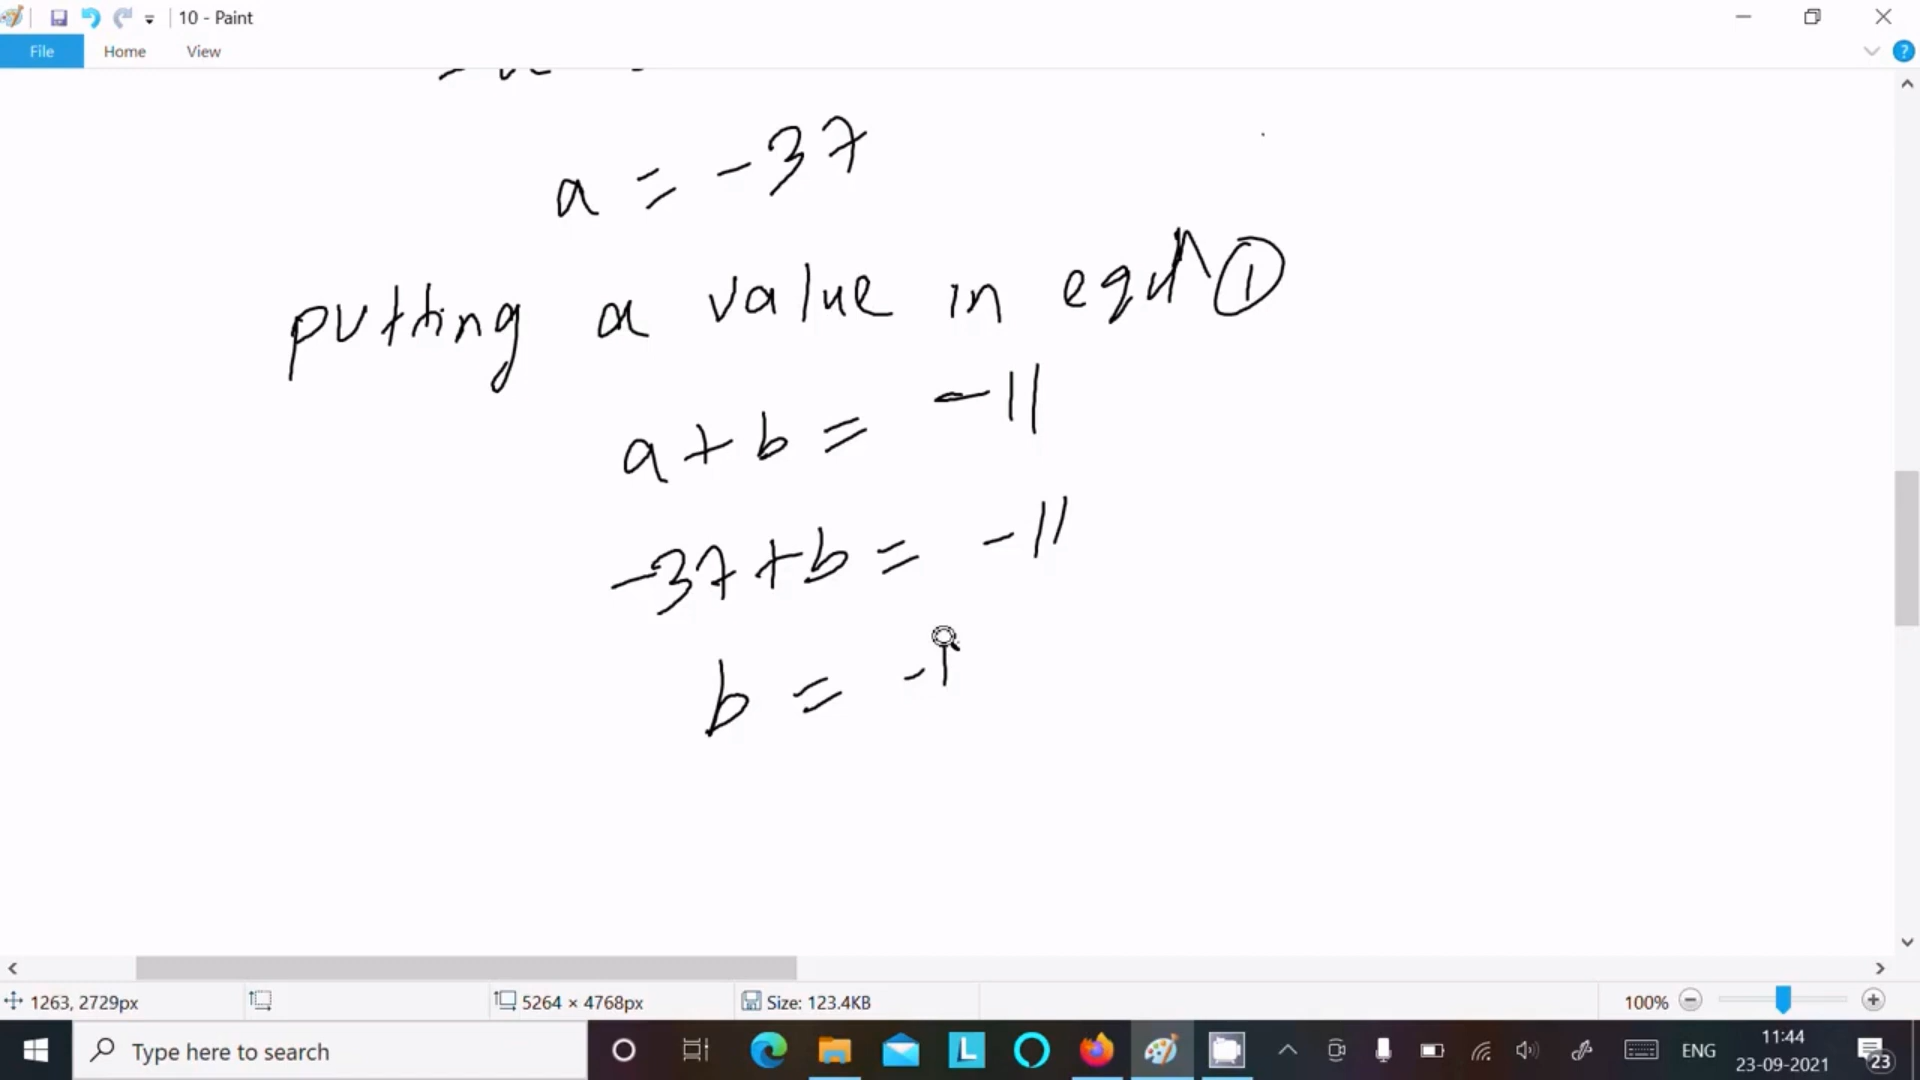 10 - Paint
File Home View
a = -37
putting a value in eqn ①
a + b = -11
-37 + b = -11
b = -1
1263, 2729px 5264 × 4768px Size: 123.4KB 100%
Type here to search L ENG 11:44
23-09-2021 23